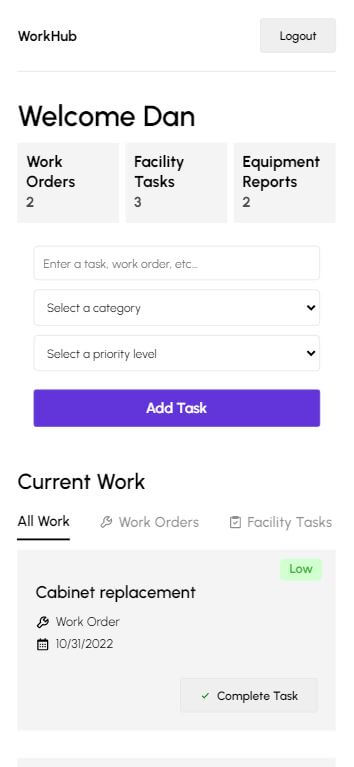 WorkHub
Logout
Welcome Dan
Work
Orders
2
Facility
Tasks
3
Equipment
Reports
2
Enter a task, work order, etc...
Select a category
Select a priority level
Add Task
Current Work
All Work
Work Orders
Facility Tasks
Low
Cabinet replacement
Work Order
10/31/2022
Complete Task